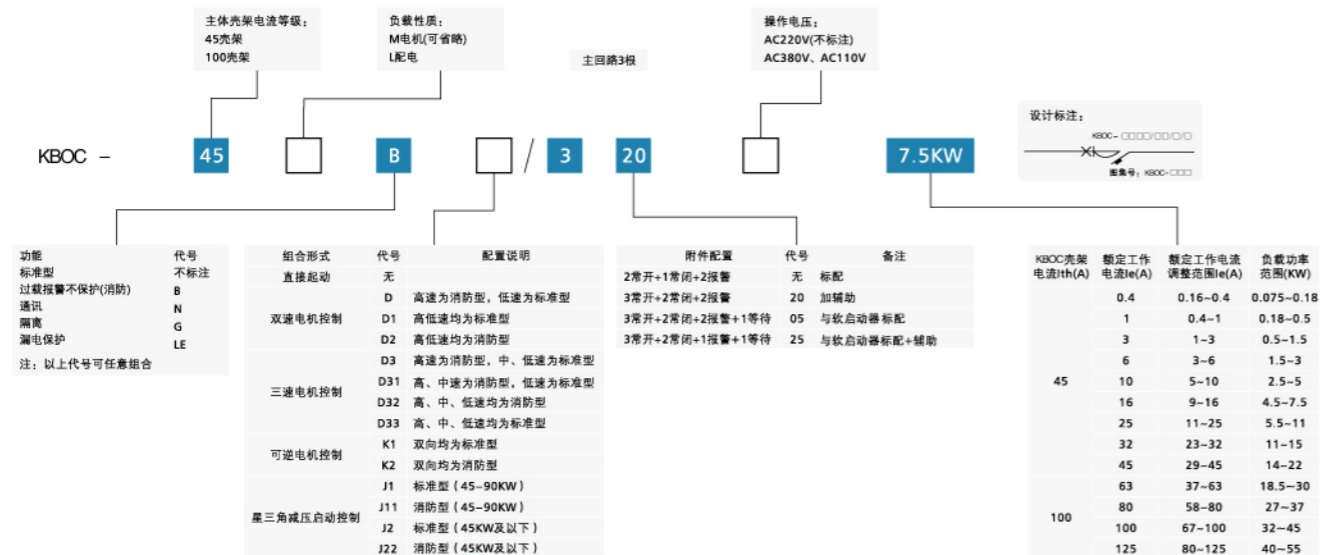 主体壳架电流等级：
45壳架
100壳架
负载性质：
M电机(可省略)
L配电
主回路3极
操作电压：
AC220V(不标注)
AC380V、AC110V
设计标注：
KBOC-□□□□/□□/□/□
图集号：KBOC-□□□
KBOC – 45 □ B □ / 3 20 □ 7.5KW
功能 代号
标准型 不标注
过载报警不保护(消防) B
通讯 N
隔离 G
漏电保护 LE
注：以上代号可任意组合
组合形式 代号 配置说明
直接起动 无
双速电机控制
D 高速为消防型，低速为标准型
D1 高低速均为标准型
D2 高低速均为消防型
三速电机控制
D3 高速为消防型，中、低速为标准型
D31 高、中速为消防型，低速为标准型
D32 高、中、低速均为消防型
D33 高、中、低速均为标准型
可逆电机控制
K1 双向均为标准型
K2 双向均为消防型
星三角减压启动控制
J1 标准型（45–90KW）
J11 消防型（45–90KW）
J2 标准型（45KW及以下）
J22 消防型（45KW及以下）
附件配置 代号 备注
2常开+1常闭+2报警 无 标配
3常开+2常闭+2报警 20 加辅助
3常开+2常闭+2报警+1等待 05 与软启动器标配
3常开+2常闭+1报警+1等待 25 与软启动器标配+辅助
KBOC壳架 额定工作 额定工作电流 负载功率
电流Ith(A) 电流Ie(A) 调整范围Ie(A) 范围(KW)
45
0.4 0.16~0.4 0.075~0.18
1 0.4~1 0.18~0.5
3 1~3 0.5~1.5
6 3~6 1.5~3
10 5~10 2.5~5
16 9~16 4.5~7.5
25 11~25 5.5~11
32 23~32 11~15
45 29~45 14~22
100
63 37~63 18.5~30
80 58~80 27~37
100 67~100 32~45
125 80~125 40~55